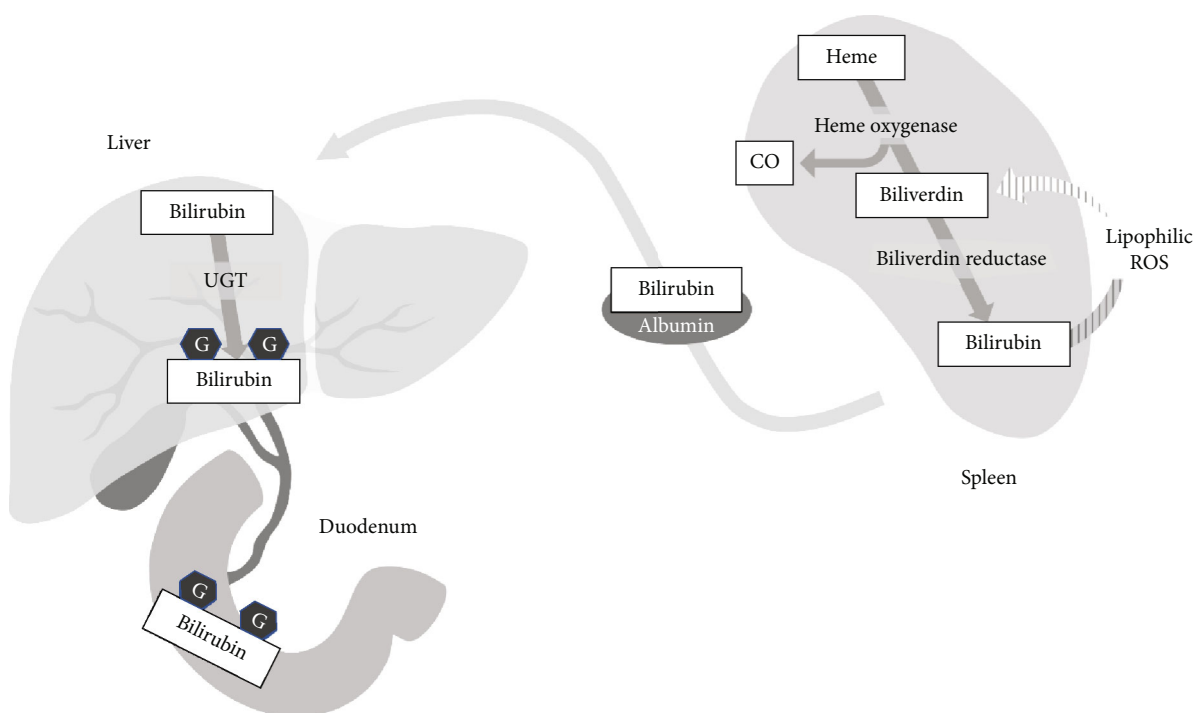 Liver
Bilirubin
UGT
G
G
Bilirubin
Duodenum
G
G
Bilirubin
Bilirubin
Albumin
Heme
Heme oxygenase
CO
Biliverdin
Biliverdin reductase
Lipophilic
ROS
Bilirubin
Spleen